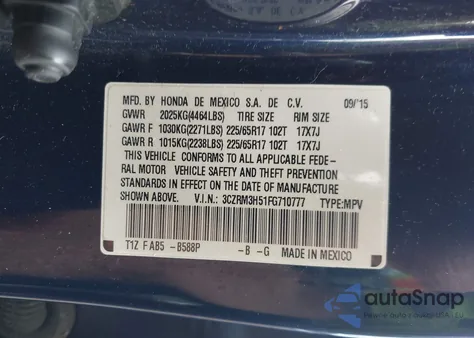 MFD. BY HONDA DE MEXICO S.A. DE C.V. 09/15
GVWR 2025KG(4464LBS) TIRE SIZE RIM SIZE
GAWR F 1030KG(2271LBS) 225/65R17 102T 17X7J
GAWR R 1015KG(2238LBS) 225/65R17 102T 17X7J
THIS VEHICLE CONFORMS TO ALL APPLICABLE FEDE-
RAL MOTOR VEHICLE SAFETY AND THEFT PREVENTION
STANDARDS IN EFFECT ON THE DATE OF MANUFACTURE
SHOWN ABOVE. V.I.N.: 3CZRM3H51FG710777 TYPE:MPV
T1Z F AB5 -B588P -B -G MADE IN MEXICO
autoSnap